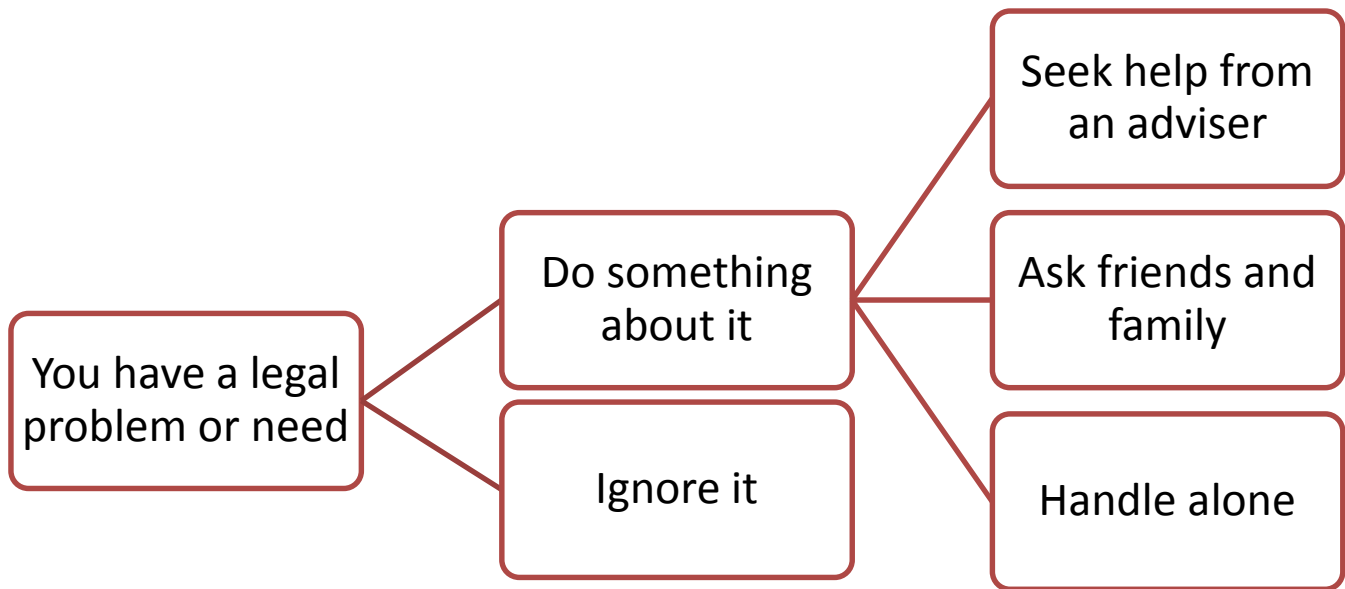 You have a legal
problem or need
Do something
about it
Ignore it
Seek help from
an adviser
Ask friends and
family
Handle alone